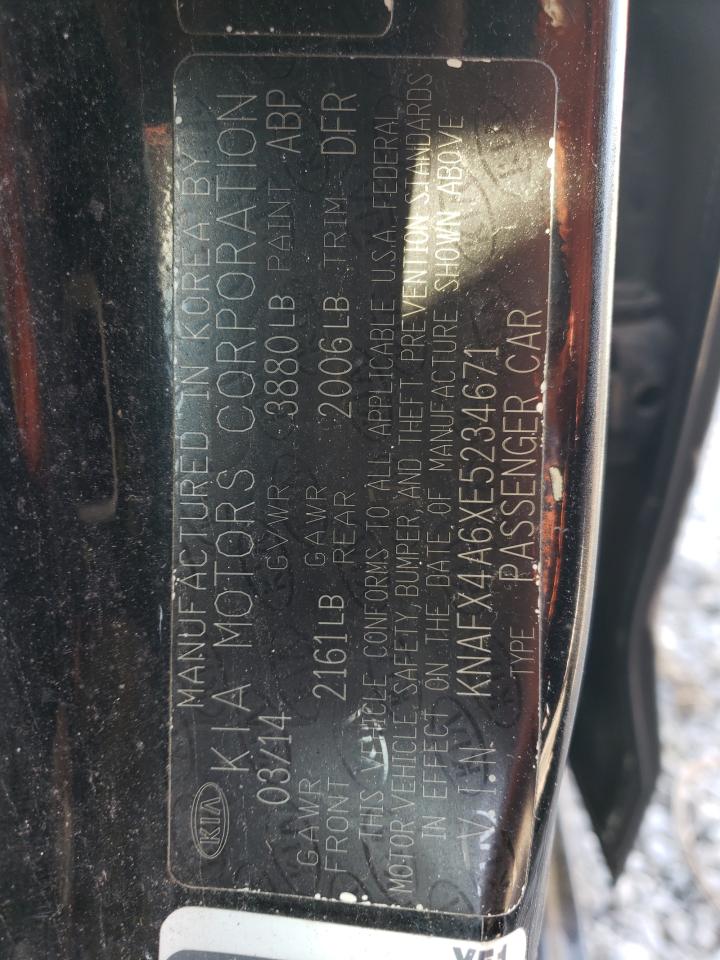 KIA
MANUFACTURED IN KOREA BY
KIA MOTORS CORPORATION
03/14 GVWR 3880LB PAINT ABP
GAWR FRONT 2161LB GAWR REAR 2006LB TRIM DFR
THIS VEHICLE CONFORMS TO ALL APPLICABLE U.S.A. FEDERAL
MOTOR VEHICLE SAFETY, BUMPER, AND THEFT PREVENTION STANDARDS
IN EFFECT ON THE DATE OF MANUFACTURE SHOWN ABOVE
V.I.N KNAFX4A6XE5234671
TYPE PASSENGER CAR